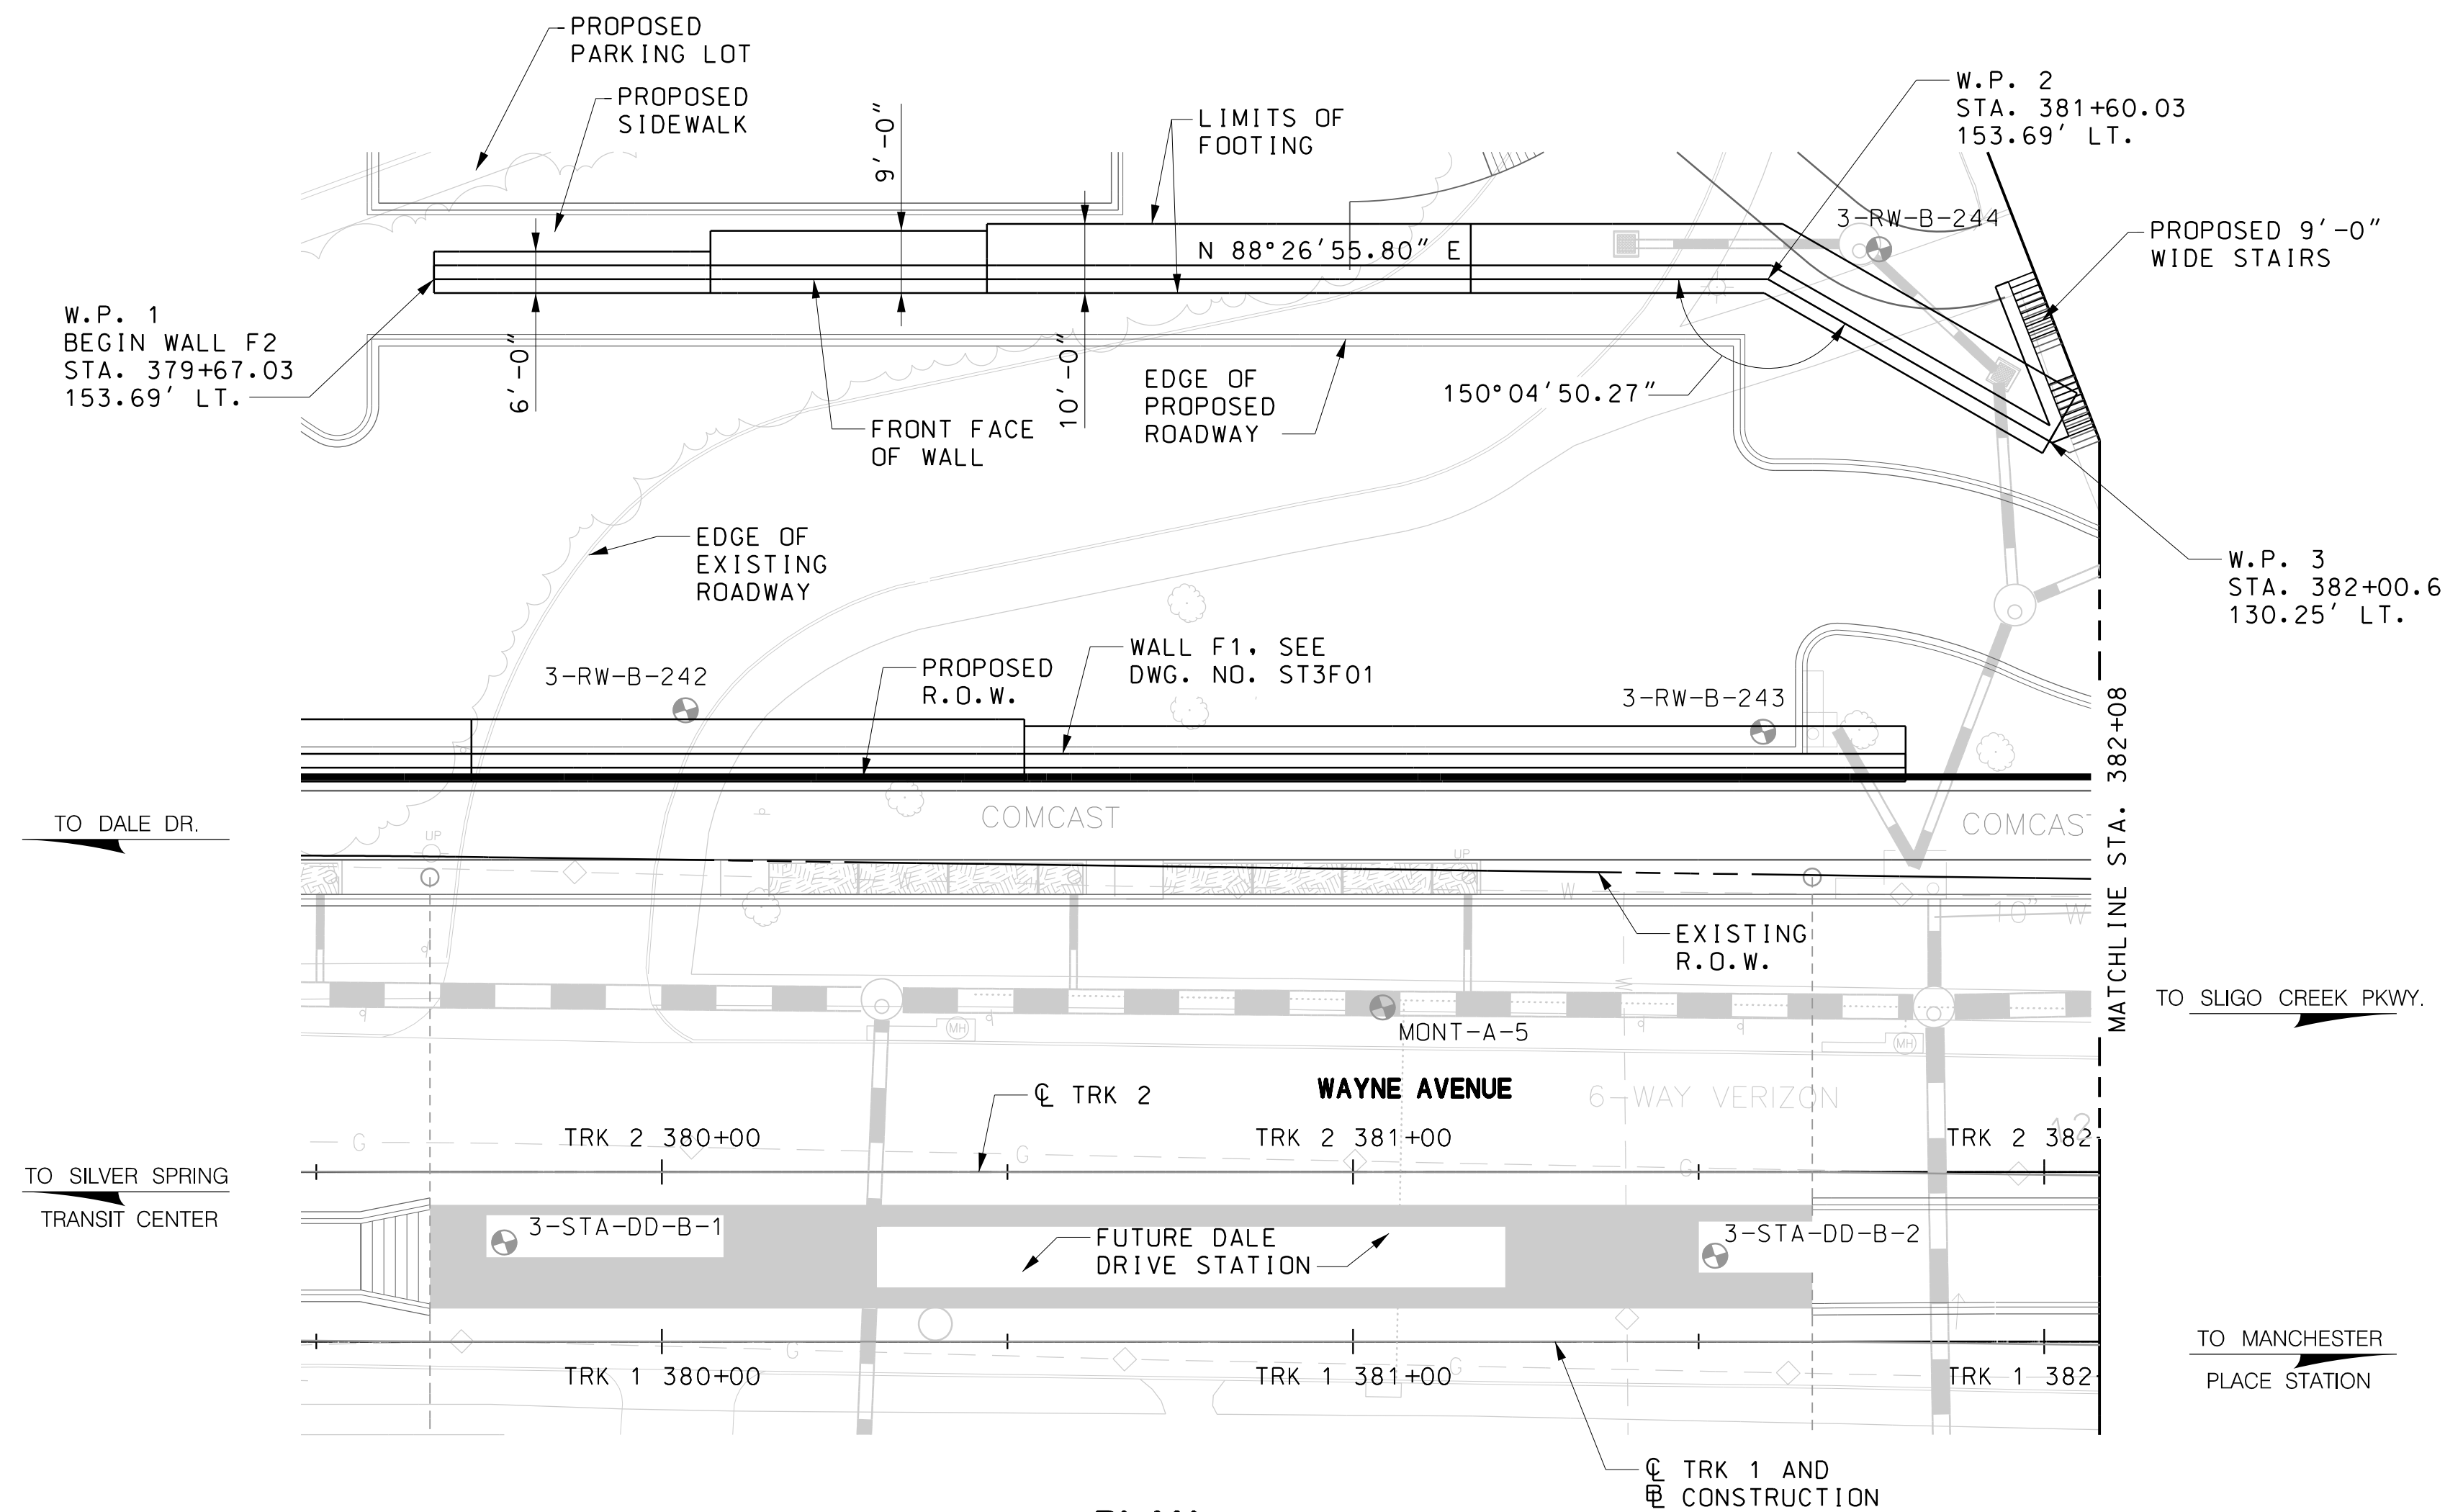 PROPOSED
PARKING LOT
PROPOSED
SIDEWALK
9'-0"
LIMITS OF
FOOTING
W.P. 2
STA. 381+60.03
153.69' LT.
3-RW-B-244
PROPOSED 9'-0"
WIDE STAIRS
N 88°26'55.80" E
W.P. 1
BEGIN WALL F2
STA. 379+67.03
153.69' LT.
6'-0"
10'-0"
FRONT FACE
OF WALL
EDGE OF
PROPOSED
ROADWAY
150°04'50.27"
EDGE OF
EXISTING
ROADWAY
W.P. 3
STA. 382+00.6
130.25' LT.
3-RW-B-242
PROPOSED
R.O.W.
WALL F1, SEE
DWG. NO. ST3F01
3-RW-B-243
MATCHLINE STA. 382+08
TO DALE DR.
COMCAST
COMCAST
UP
UP
W
10" W
EXISTING
R.O.W.
TO SLIGO CREEK PKWY.
W
MH
MONT-A-5
MH
℄ TRK 2
WAYNE AVENUE
6-WAY VERIZON
12
G
TRK 2 380+00
G
TRK 2 381+00
G
TRK 2 382+
TO SILVER SPRING
TRANSIT CENTER
3-STA-DD-B-1
FUTURE DALE
DRIVE STATION
3-STA-DD-B-2
TO MANCHESTER
PLACE STATION
G
G
TRK 1 380+00
TRK 1 381+00
TRK 1 382+
℄ TRK 1 AND
BL CONSTRUCTION